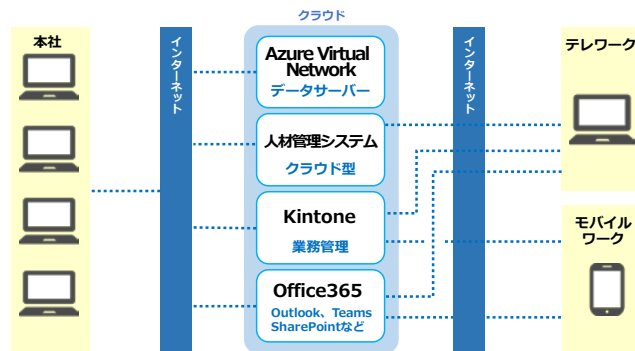 クラウド
本社
インターネット
Azure Virtual
Network
データサーバー
人材管理システム
クラウド型
Kintone
業務管理
Office365
Outlook、Teams
SharePointなど
インターネット
テレワーク
モバイル
ワーク